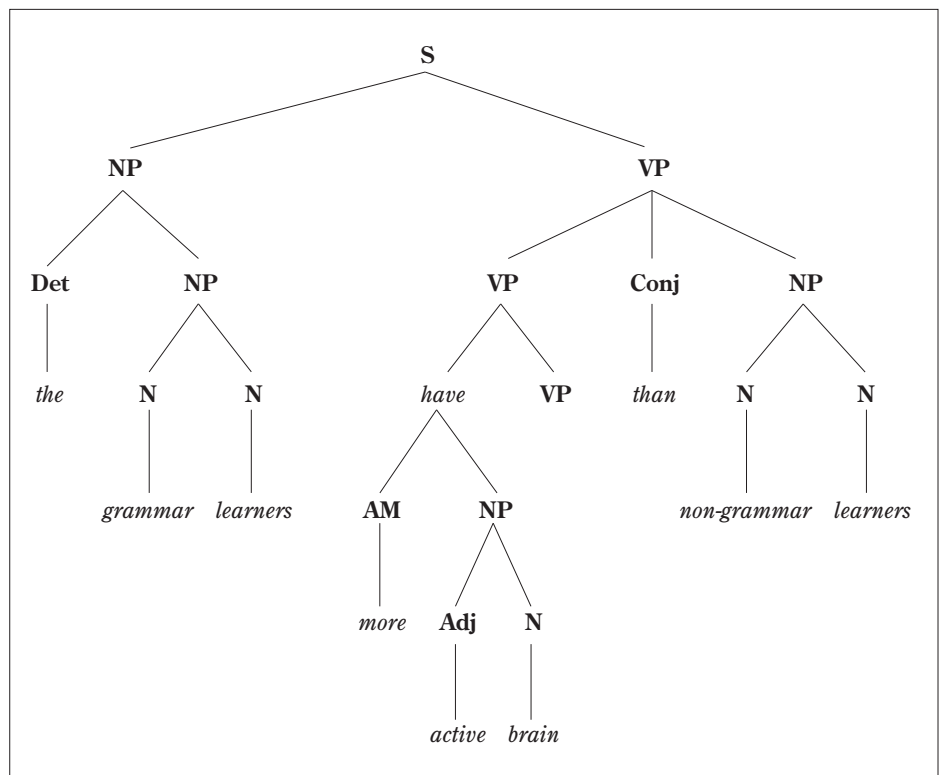 S
NP VP
Det NP VP Conj NP
the N N have VP than N N
grammar learners AM NP non-grammar learners
more Adj N
active brain